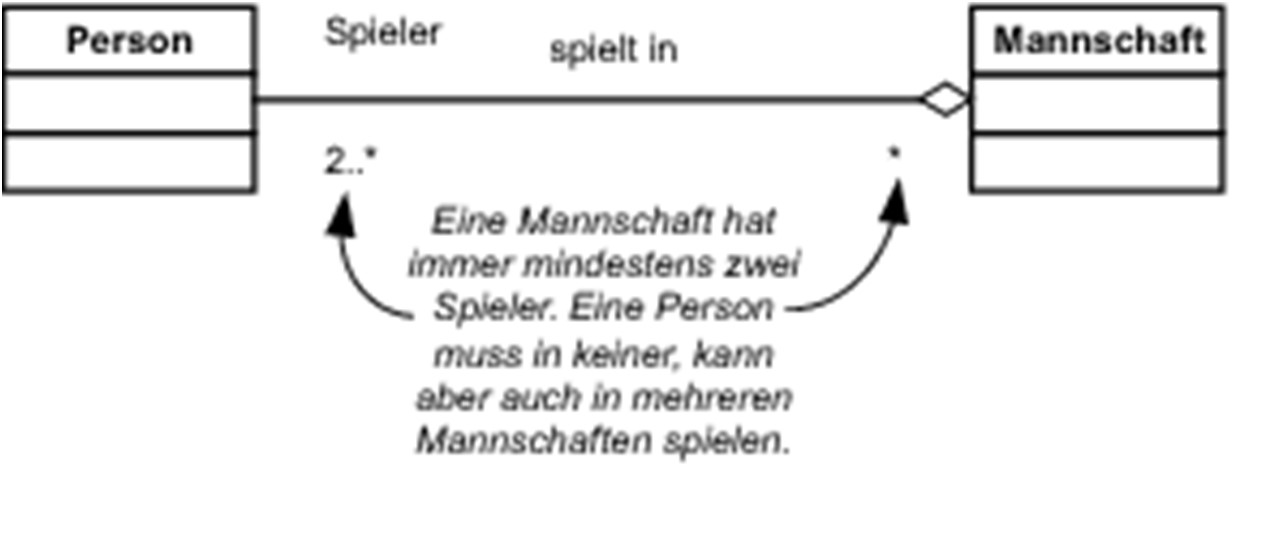 Person
Spieler
spielt in
Mannschaft
2..*
*
Eine Mannschaft hat
immer mindestens zwei
Spieler. Eine Person
muss in keiner, kann
aber auch in mehreren
Mannschaften spielen.